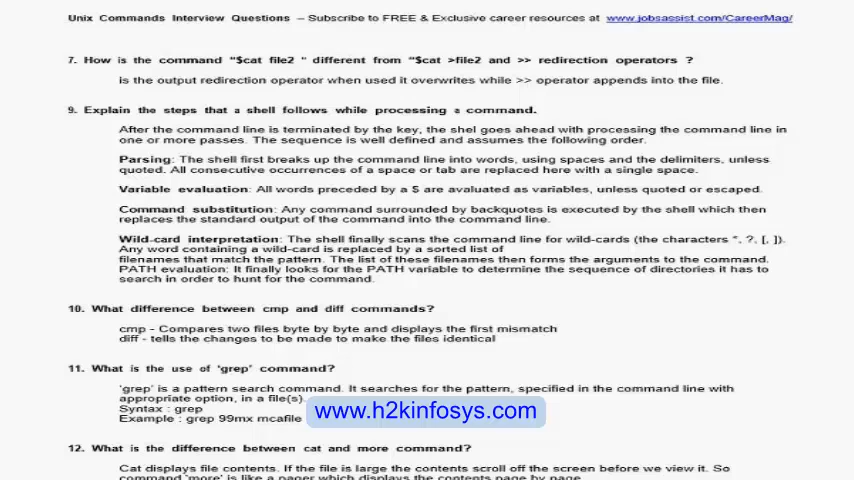 Unix Commands Interview Questions – Subscribe to FREE & Exclusive career resources at www.jobsassist.com/CareerMag/
7. How is the command "$cat file2 " different from "$cat >file2 and >> redirection operators ?
is the output redirection operator when used it overwrites while >> operator appends into the file.
9. Explain the steps that a shell follows while processing a command.
After the command line is terminated by the key, the shel goes ahead with processing the command line in
one or more passes. The sequence is well defined and assumes the following order.
Parsing: The shell first breaks up the command line into words, using spaces and the delimiters, unless
quoted. All consecutive occurrences of a space or tab are replaced here with a single space.
Variable evaluation: All words preceded by a $ are evaluated as variables, unless quoted or escaped.
Command substitution: Any command surrounded by backquotes is executed by the shell which then
replaces the standard output of the command into the command line.
Wild-card interpretation: The shell finally scans the command line for wild-cards (the characters *, ?, [, ]).
Any word containing a wild-card is replaced by a sorted list of
filenames that match the pattern. The list of these filenames then forms the arguments to the command.
PATH evaluation: It finally looks for the PATH variable to determine the sequence of directories it has to
search in order to hunt for the command.
10. What difference between cmp and diff commands?
cmp - Compares two files byte by byte and displays the first mismatch
diff - tells the changes to be made to make the files identical
11. What is the use of 'grep' command?
'grep' is a pattern search command. It searches for the pattern, specified in the command line with
appropriate option, in a file(s).
Syntax : grep
Example : grep 99mx mcafile
www.h2kinfosys.com
12. What is the difference between cat and more command?
Cat displays file contents. If the file is large the contents scroll off the screen before we view it. So
command 'more' is like a pager which displays the contents page by page.